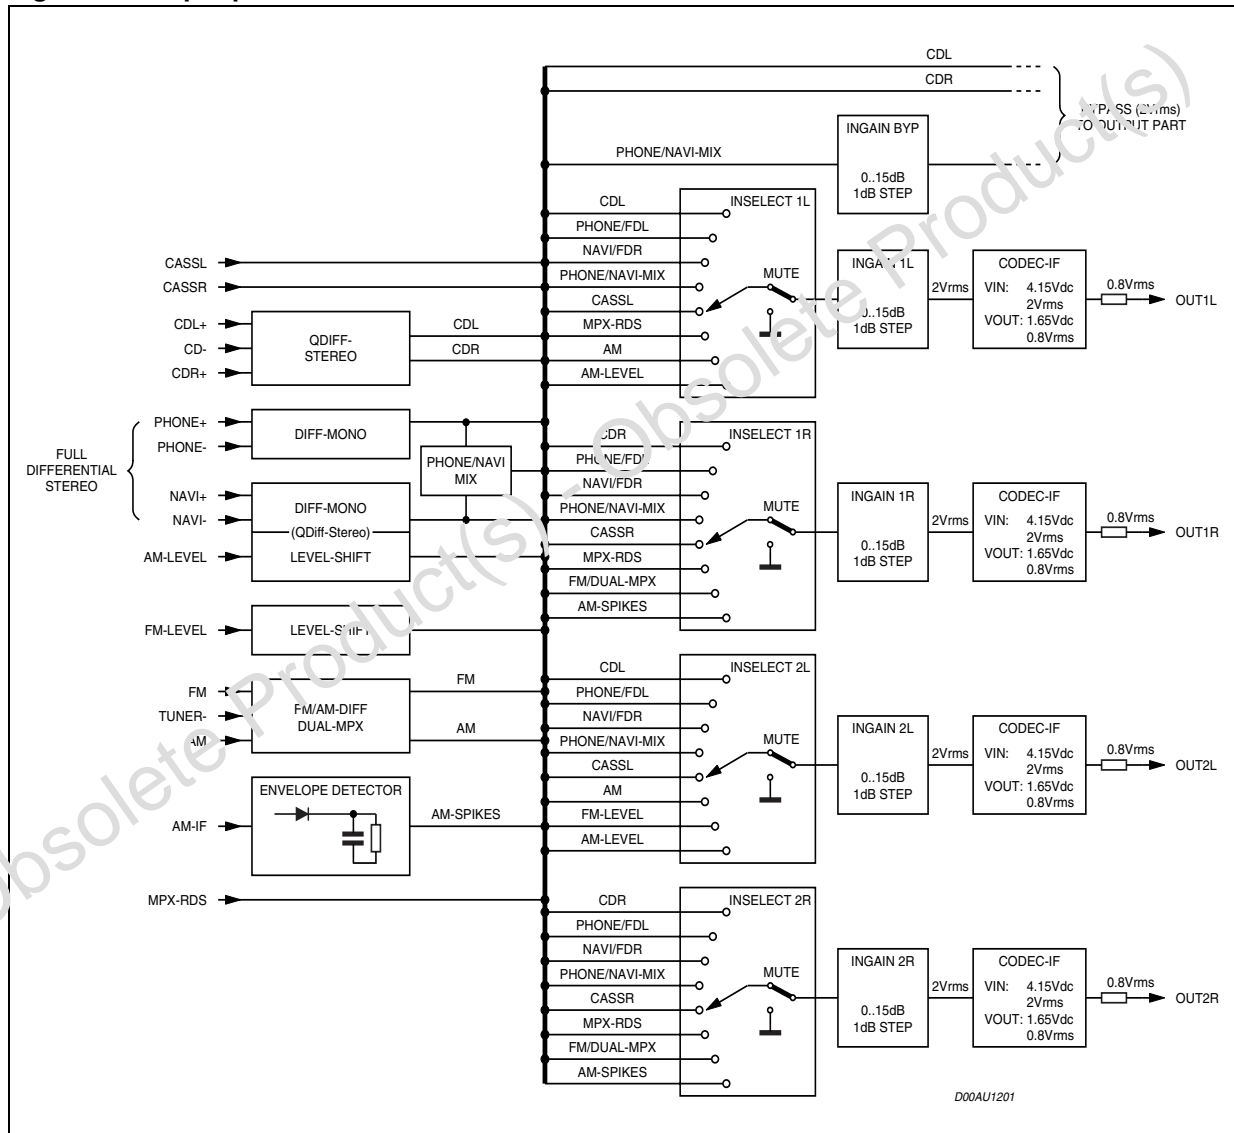 CDL
CDR
BYPASS (2Vrms)
TO OUTPUT PART
INGAIN BYP
0..15dB
1dB STEP
PHONE/NAVI-MIX
CDL
PHONE/FDL
NAVI/FDR
PHONE/NAVI-MIX
CASSL
MPX-RDS
AM
AM-LEVEL
INSELECT 1L
MUTE
INGAIN 1L
0..15dB
1dB STEP
2Vrms
CODEC-IF
VIN: 4.15Vdc
2Vrms
VOUT: 1.65Vdc
0.8Vrms
0.8Vrms
OUT1L
CASSL
CASSR
CDL+
CD-
CDR+
QDIFF-
STEREO
CDL
CDR
FULL
DIFFERENTIAL
STEREO
PHONE+
PHONE-
DIFF-MONO
PHONE/NAVI
MIX
NAVI+
NAVI-
DIFF-MONO
(QDiff-Stereo)
AM-LEVEL
LEVEL-SHIFT
CDR
PHONE/FDL
NAVI/FDR
PHONE/NAVI-MIX
CASSR
MPX-RDS
FM/DUAL-MPX
AM-SPIKES
INSELECT 1R
MUTE
INGAIN 1R
0..15dB
1dB STEP
2Vrms
CODEC-IF
VIN: 4.15Vdc
2Vrms
VOUT: 1.65Vdc
0.8Vrms
0.8Vrms
OUT1R
FM-LEVEL
LEVEL-SHIFT
FM
TUNER-
AM
FM/AM-DIFF
DUAL-MPX
FM
AM
ENVELOPE DETECTOR
AM-IF
AM-SPIKES
MPX-RDS
CDL
PHONE/FDL
NAVI/FDR
PHONE/NAVI-MIX
CASSL
AM
FM-LEVEL
AM-LEVEL
INSELECT 2L
MUTE
INGAIN 2L
0..15dB
1dB STEP
2Vrms
CODEC-IF
VIN: 4.15Vdc
2Vrms
VOUT: 1.65Vdc
0.8Vrms
0.8Vrms
OUT2L
CDR
PHONE/FDL
NAVI/FDR
PHONE/NAVI-MIX
CASSR
MPX-RDS
FM/DUAL-MPX
AM-SPIKES
INSELECT 2R
MUTE
INGAIN 2R
0..15dB
1dB STEP
2Vrms
CODEC-IF
VIN: 4.15Vdc
2Vrms
VOUT: 1.65Vdc
0.8Vrms
0.8Vrms
OUT2R
D00AU1201
Obsolete Product(s) - Obsolete Product(s)